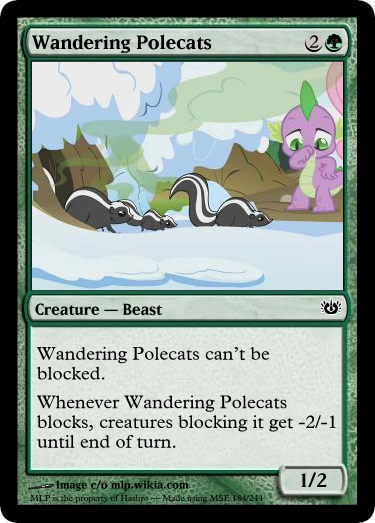 Wandering Polecats 2
Creature — Beast
Wandering Polecats can't be
blocked.
Whenever Wandering Polecats
blocks, creatures blocking it get -2/-1
until end of turn.
Image c/o mlp.wikia.com
MLP is the property of Hasbro — Made using MSE 184/244
1/2